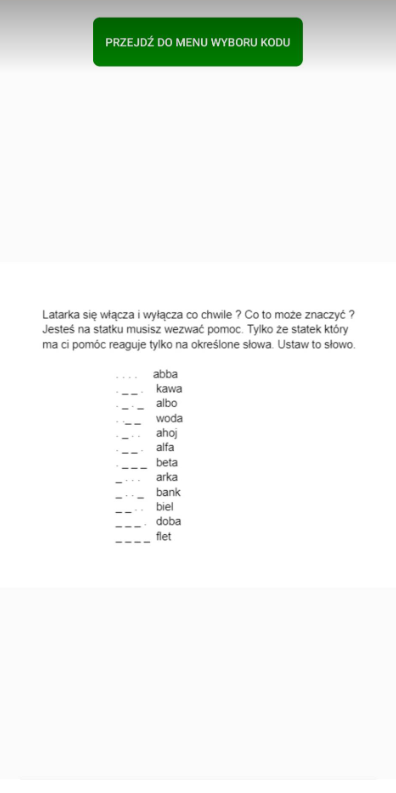 PRZEJDŹ DO MENU WYBORU KODU
Latarka się włącza i wyłącza co chwile ? Co to może znaczyć ?
Jesteś na statku musisz wezwać pomoc. Tylko że statek który
ma ci pomóc reaguje tylko na określone słowa. Ustaw to słowo.
. . . . abba
. _ _ . kawa
. _ . _ albo
. . _ _ woda
. _ . . ahoj
. _ _ . alfa
. _ _ _ beta
_ . . . arka
_ . . _ bank
_ _ . . biel
_ _ _ . doba
_ _ _ _ flet